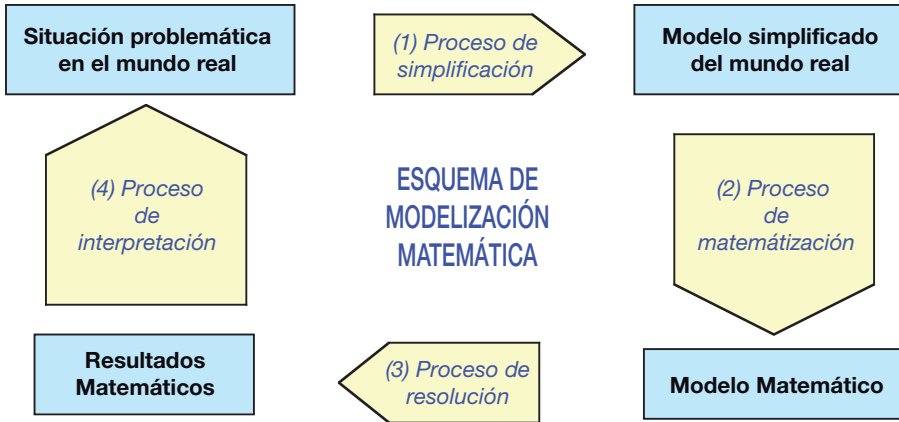 Situación problemática
en el mundo real
(1) Proceso de
simplificación
Modelo simplificado
del mundo real
(4) Proceso
de
interpretación
ESQUEMA DE
MODELIZACIÓN
MATEMÁTICA
(2) Proceso
de
matemátización
Resultados
Matemáticos
(3) Proceso de
resolución
Modelo Matemático